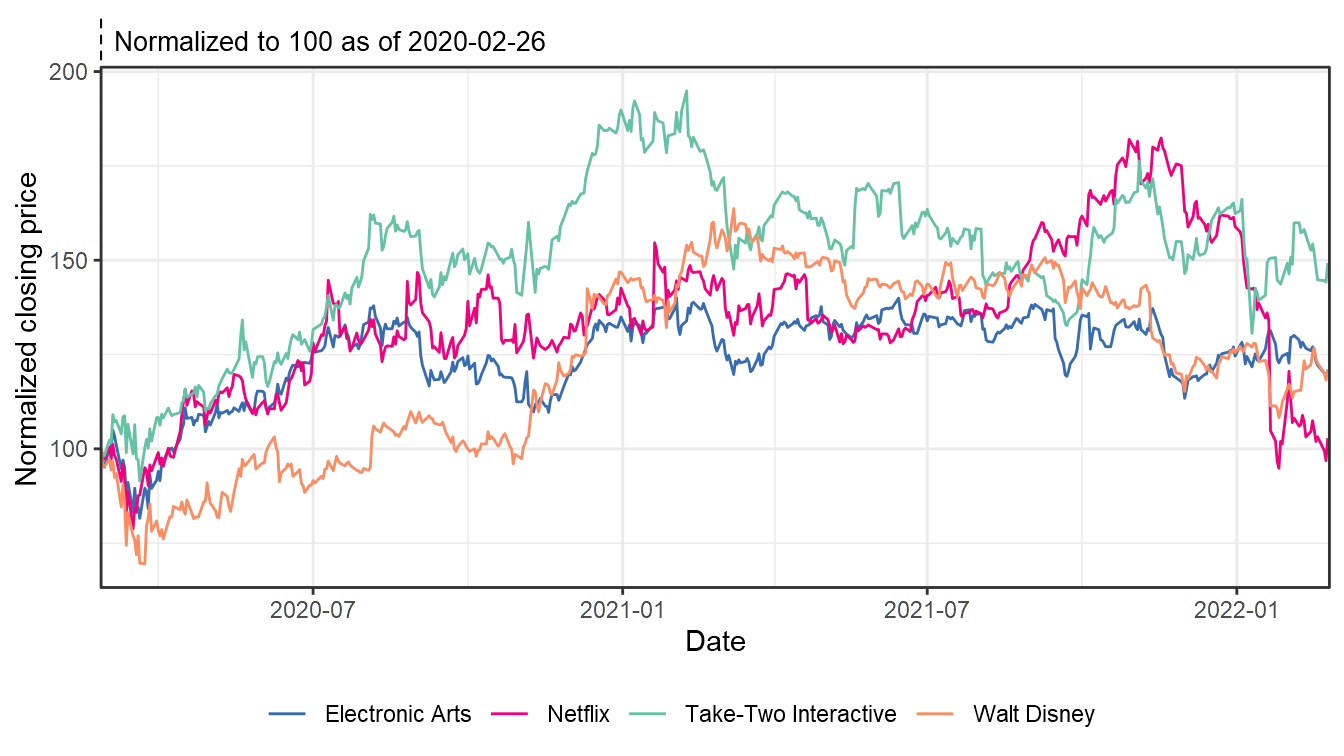 Normalized to 100 as of 2020-02-26
200
150
100
Normalized closing price
2020-07 2021-01 2021-07 2022-01
Date
Electronic Arts Netflix Take-Two Interactive Walt Disney